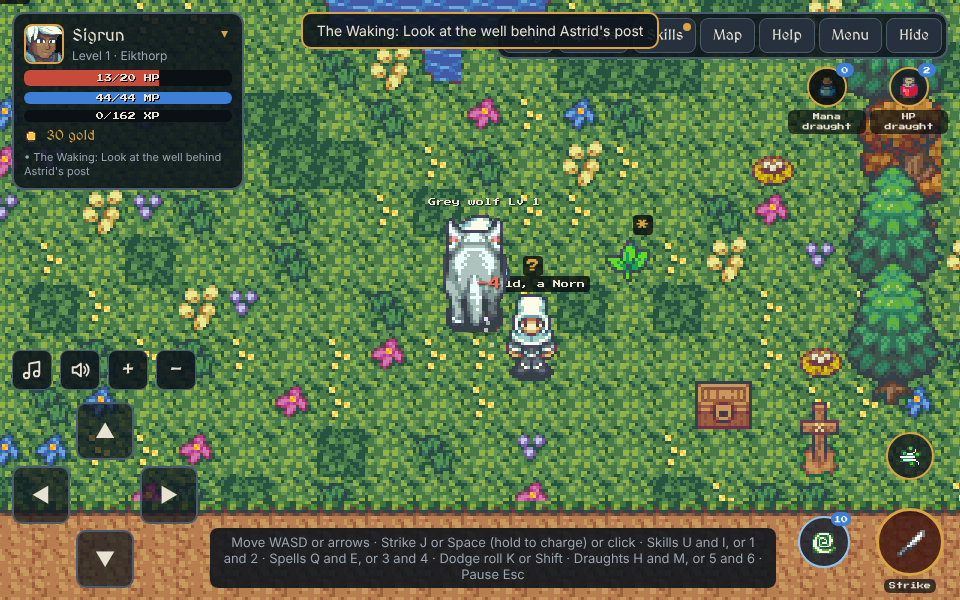 Sigrun
Level 1 · Eikthorp
13/20 HP
44/44 MP
0/162 XP
30 gold
• The Waking: Look at the well behind
Astrid's post
The Waking: Look at the well behind Astrid's post
Map
Help
Menu
Hide
0
2
Mana
draught
HP
draught
Grey wolf Lv 1
*
?
-4
a Norn
Move WASD or arrows · Strike J or Space (hold to charge) or click · Skills U and I, or 1
and 2 · Spells Q and E, or 3 and 4 · Dodge roll K or Shift · Draughts H and M, or 5 and 6 ·
Pause Esc
10
Strike